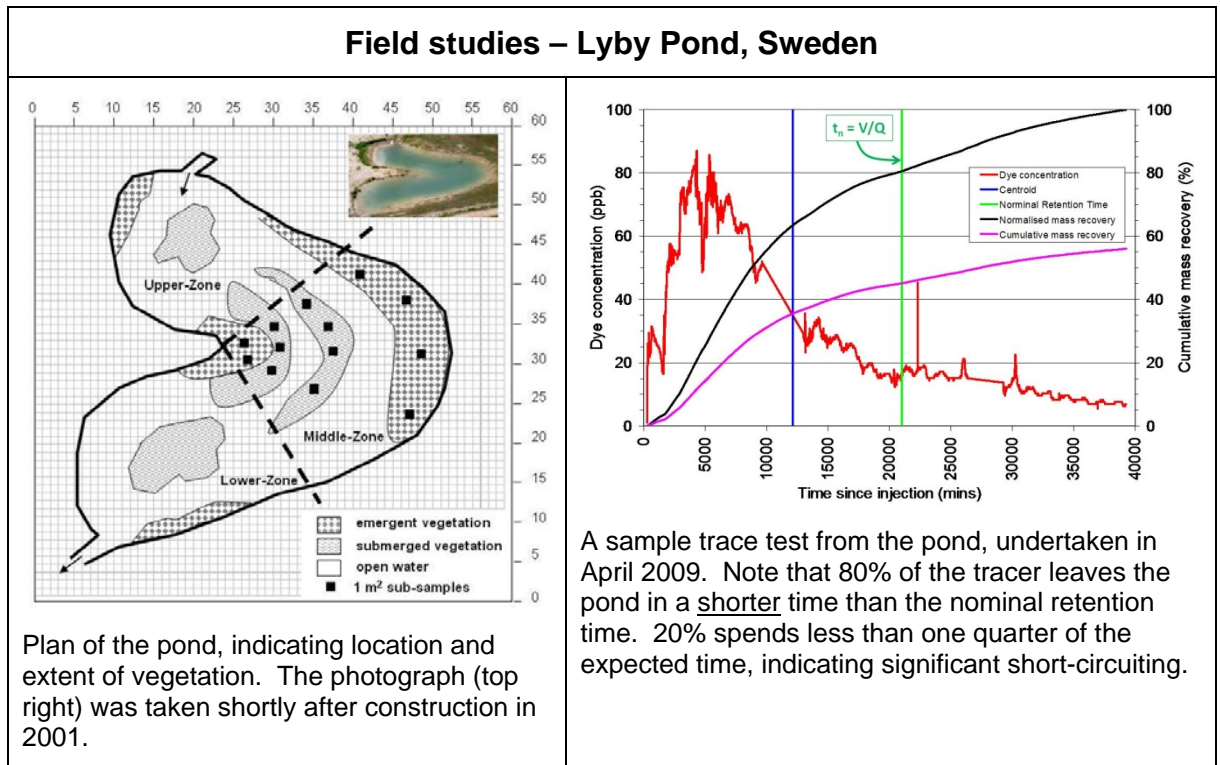 Field studies – Lyby Pond, Sweden
0 5 10 15 20 25 30 35 40 45 50 55 60
60
55
50
45
40
35
30
25
20
15
10
5
0
Upper-Zone
Middle-Zone
Lower-Zone
emergent vegetation
submerged vegetation
open water
1 m² sub-samples
Plan of the pond, indicating location and
extent of vegetation. The photograph (top
right) was taken shortly after construction in
2001.
100
80
60
40
20
0
Dye concentration (ppb)
tn = V/Q
Dye concentration
Centroid
Norminal Retention Time
Normalised mass recovery
Cumulative mass recovery
100
80
60
40
20
0
Cumulative mass recovery (%)
0 5000 10000 15000 20000 25000 30000 35000 40000
Time since injection (mins)
A sample trace test from the pond, undertaken in
April 2009. Note that 80% of the tracer leaves the
pond in a shorter time than the nominal retention
time. 20% spends less than one quarter of the
expected time, indicating significant short-circuiting.